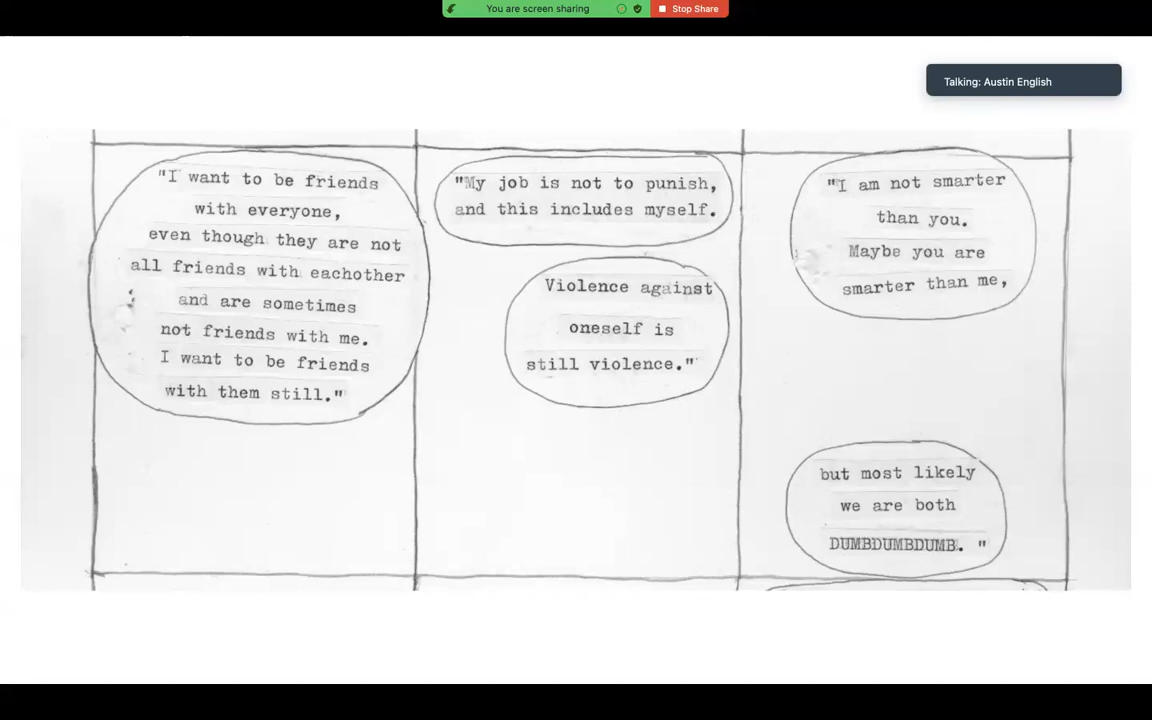 You are screen sharing
Stop Share
Talking: Austin English
"I want to be friends
with everyone,
even though they are not
all friends with eachother
and are sometimes
not friends with me.
I want to be friends
with them still."
"My job is not to punish,
and this includes myself.
Violence against
oneself is
still violence."
"I am not smarter
than you.
Maybe you are
smarter than me,
but most likely
we are both
DUMBDUMBDUMB. "